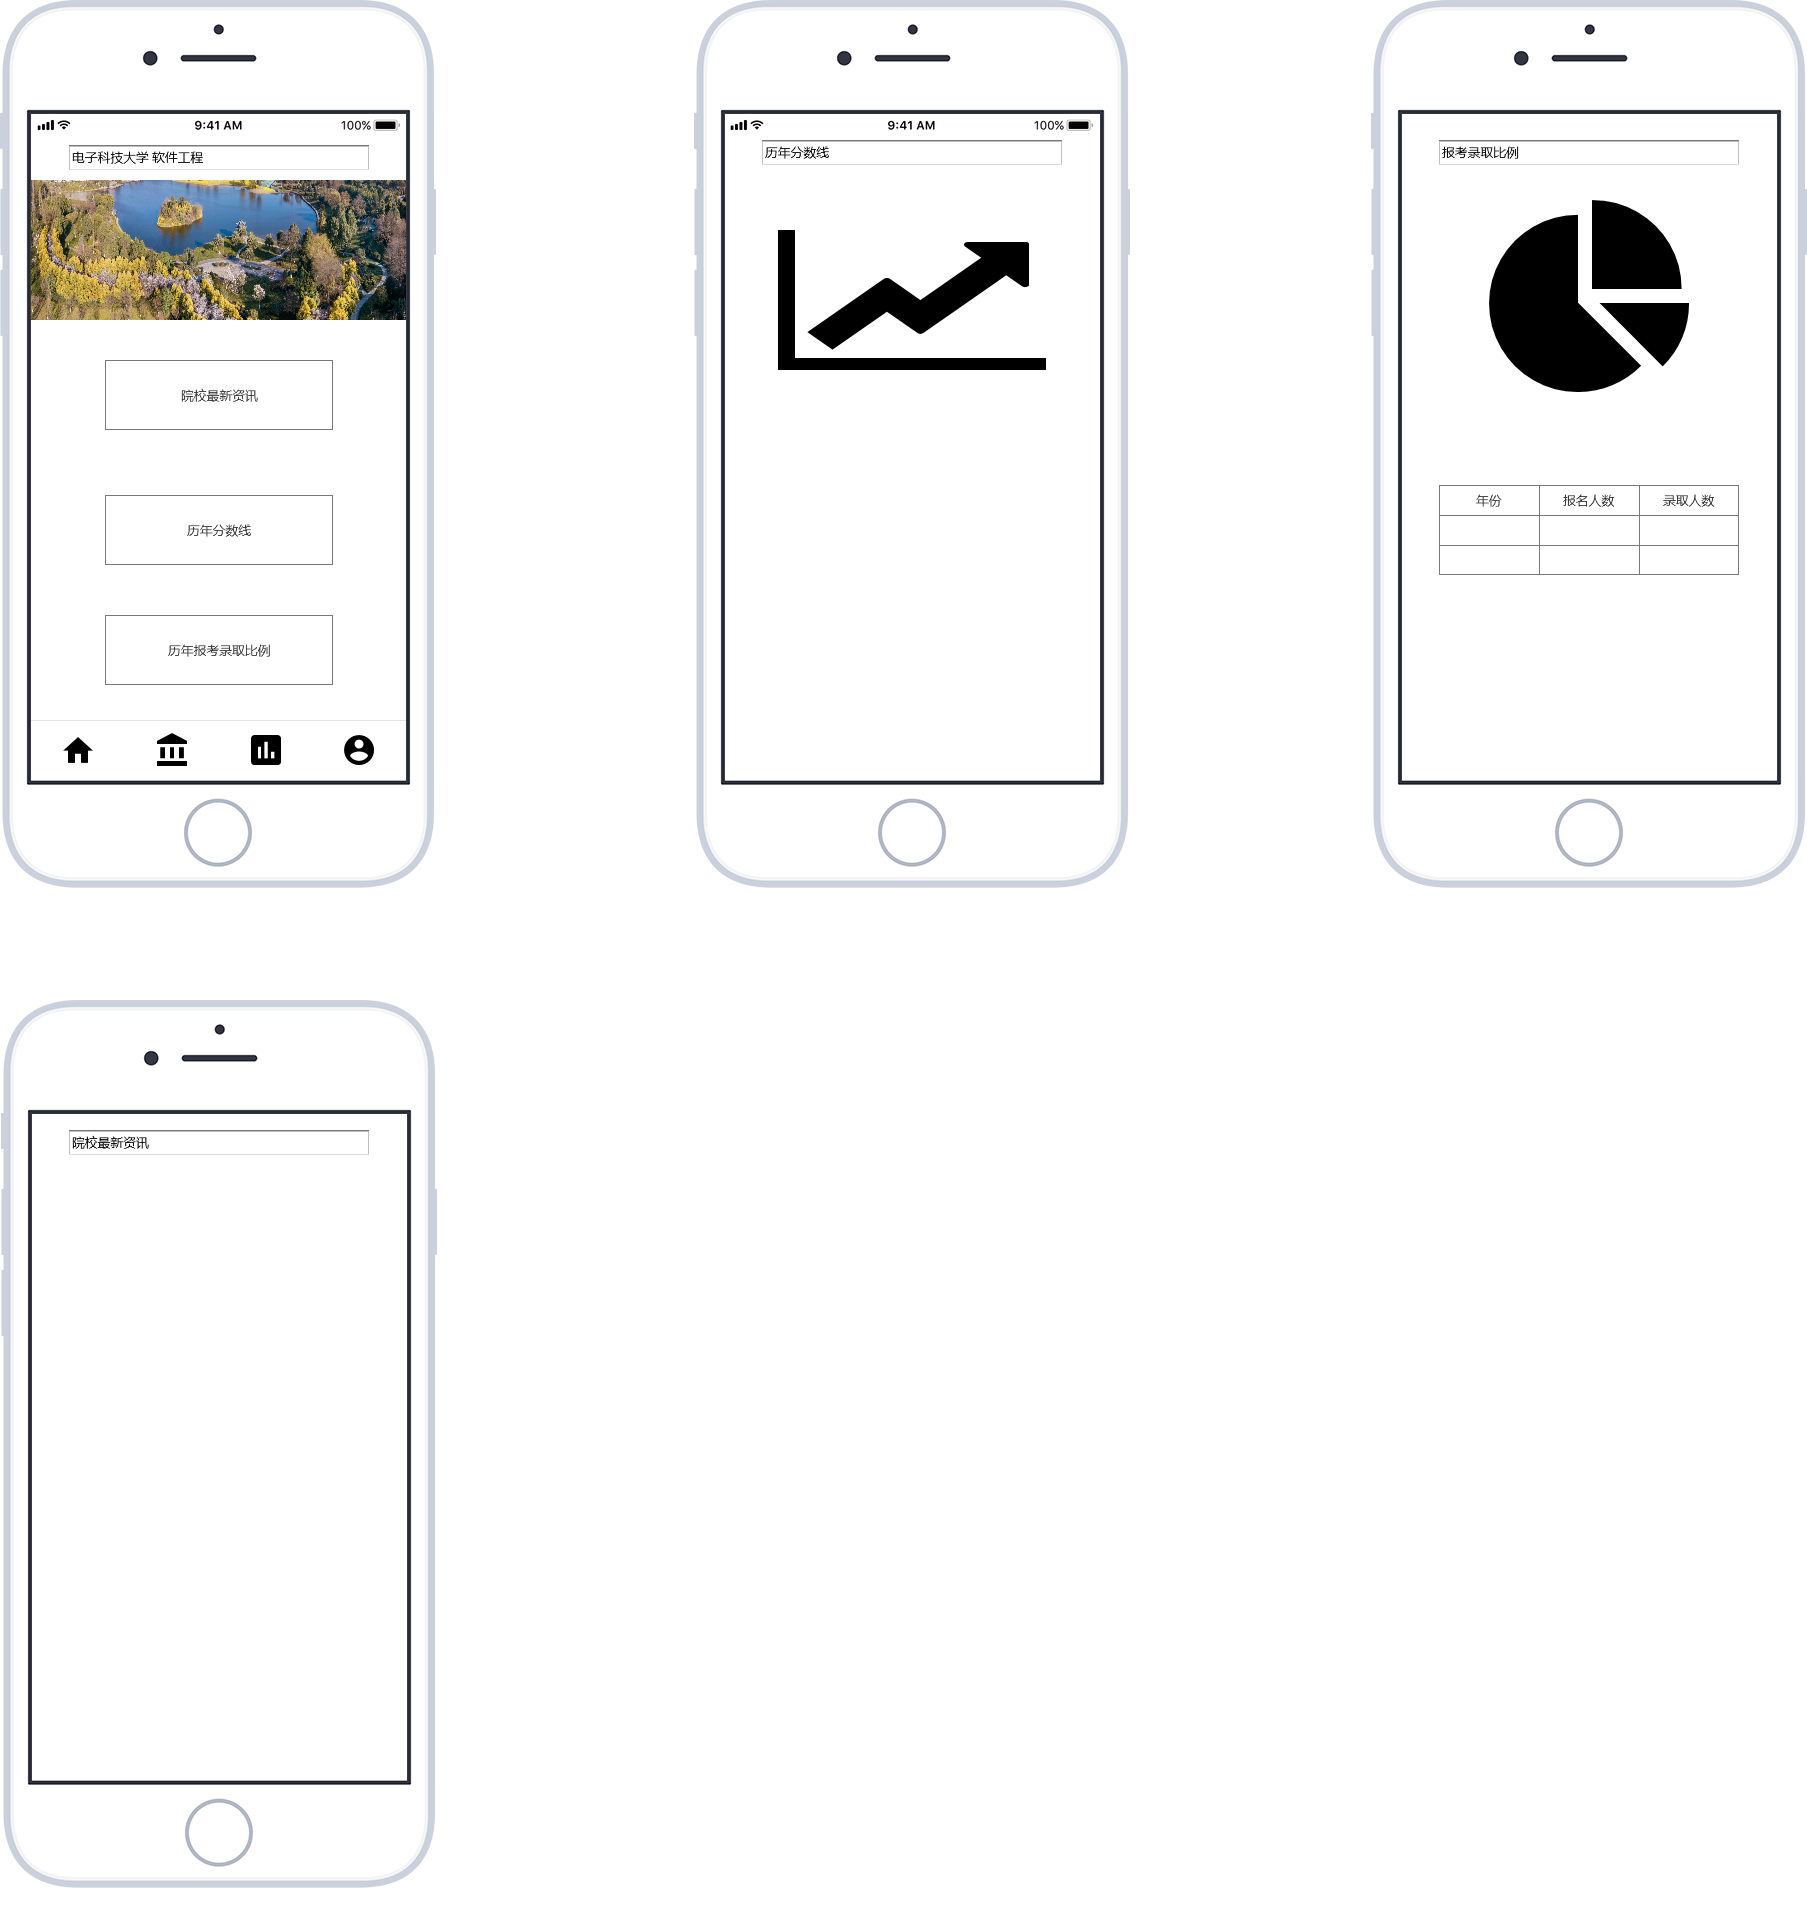 9:41 AM 100%
电子科技大学 软件工程
院校最新资讯
历年分数线
历年报考录取比例
9:41 AM 100%
历年分数线
报考录取比例
年份 报名人数 录取人数
院校最新资讯